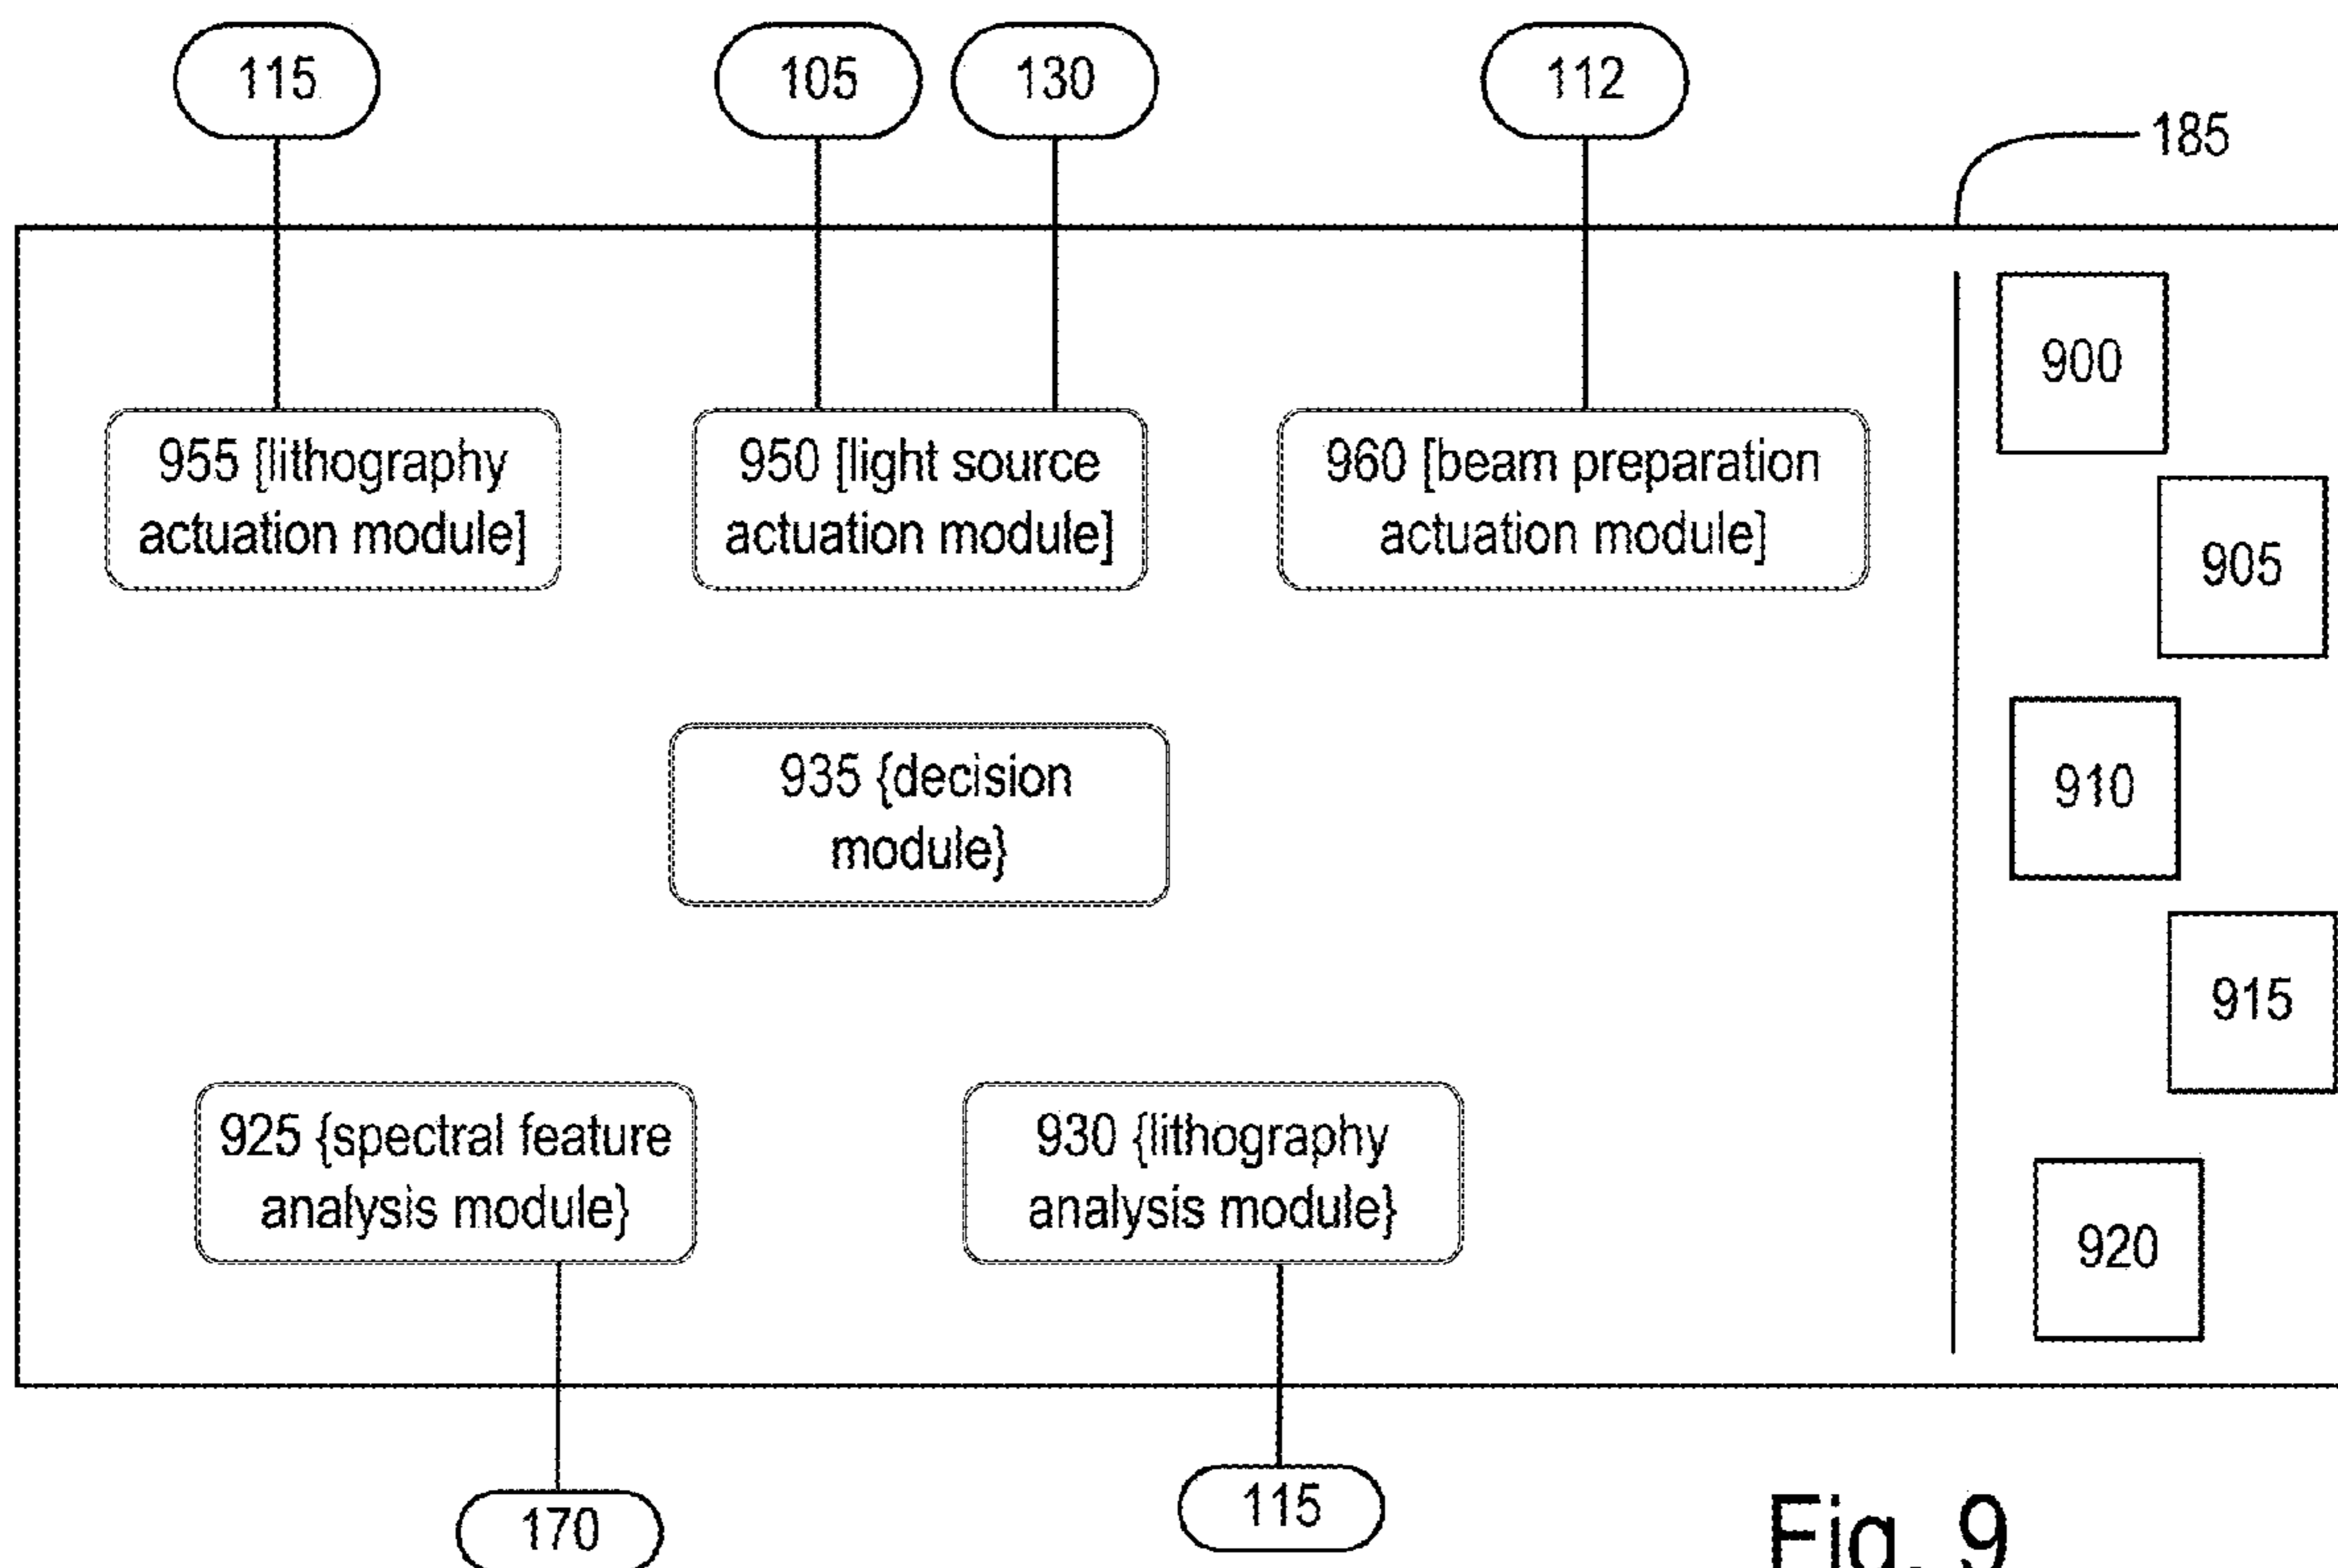 115
105
130
112
185
955 [lithography
actuation module]
950 [light source
actuation module]
960 [beam preparation
actuation module]
900
905
935 {decision
module}
910
915
925 {spectral feature
analysis module}
930 {lithography
analysis module}
920
170
115
Fig. 9